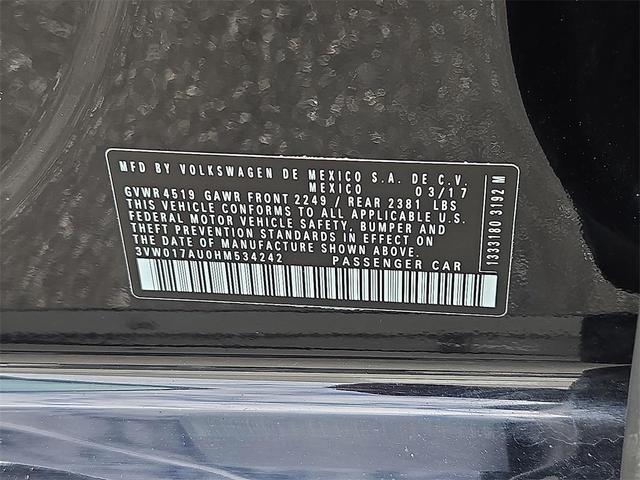 MFD BY VOLKSWAGEN DE MEXICO S.A. DE C.V.
MEXICO 03/17
GVWR 4519 GAWR FRONT 2249 / REAR 2381 LBS
THIS VEHICLE CONFORMS TO ALL APPLICABLE U.S.
FEDERAL MOTOR VEHICLE SAFETY, BUMPER AND
THEFT PREVENTION STANDARDS IN EFFECT ON
THE DATE OF MANUFACTURE SHOWN ABOVE.
3VW017AU0HM534242 PASSENGER CAR
1333180 3192 M